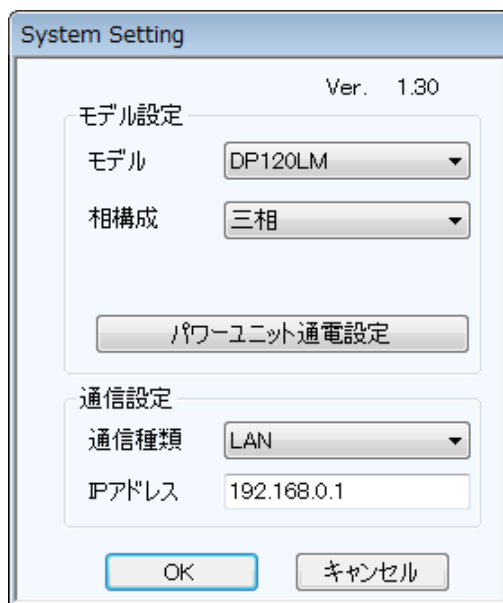 System Setting
Ver. 1.30
モデル設定
モデル DP120LM
相構成 三相
パワーユニット通電設定
通信設定
通信種類 LAN
IPアドレス 192.168.0.1
OK キャンセル